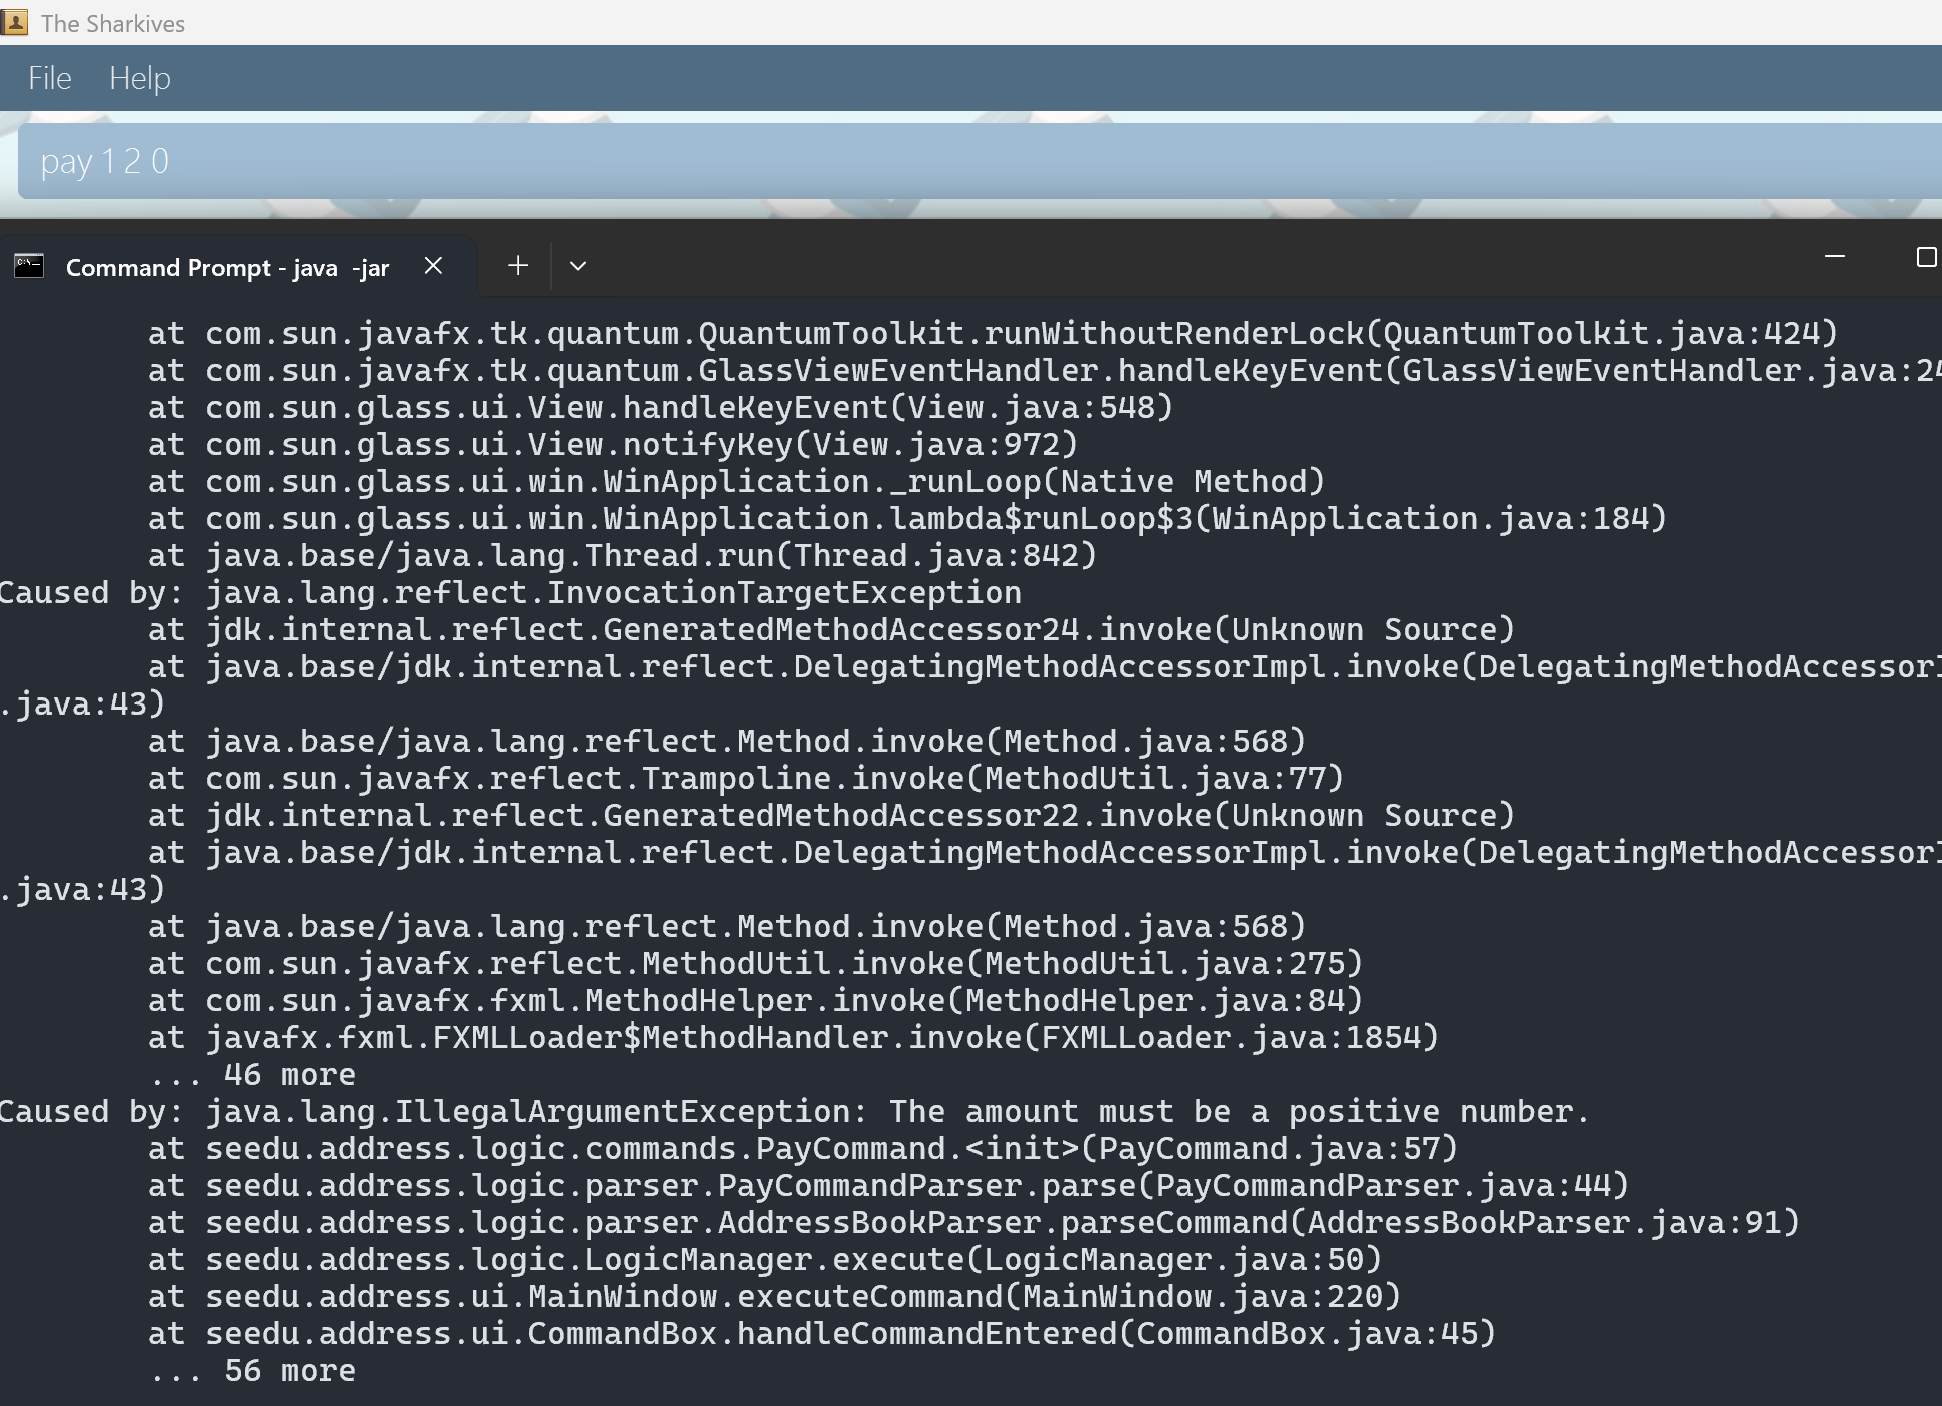 The Sharkives
File Help
pay 1 2 0
Command Prompt - java -jar
at com.sun.javafx.tk.quantum.QuantumToolkit.runWithoutRenderLock(QuantumToolkit.java:424)
at com.sun.javafx.tk.quantum.GlassViewEventHandler.handleKeyEvent(GlassViewEventHandler.java:24
at com.sun.glass.ui.View.handleKeyEvent(View.java:548)
at com.sun.glass.ui.View.notifyKey(View.java:972)
at com.sun.glass.ui.win.WinApplication._runLoop(Native Method)
at com.sun.glass.ui.win.WinApplication.lambda$runLoop$3(WinApplication.java:184)
at java.base/java.lang.Thread.run(Thread.java:842)
Caused by: java.lang.reflect.InvocationTargetException
at jdk.internal.reflect.GeneratedMethodAccessor24.invoke(Unknown Source)
at java.base/jdk.internal.reflect.DelegatingMethodAccessorImpl.invoke(DelegatingMethodAccessorI
.java:43)
at java.base/java.lang.reflect.Method.invoke(Method.java:568)
at com.sun.javafx.reflect.Trampoline.invoke(MethodUtil.java:77)
at jdk.internal.reflect.GeneratedMethodAccessor22.invoke(Unknown Source)
at java.base/jdk.internal.reflect.DelegatingMethodAccessorImpl.invoke(DelegatingMethodAccessorI
.java:43)
at java.base/java.lang.reflect.Method.invoke(Method.java:568)
at com.sun.javafx.reflect.MethodUtil.invoke(MethodUtil.java:275)
at com.sun.javafx.fxml.MethodHelper.invoke(MethodHelper.java:84)
at javafx.fxml.FXMLLoader$MethodHandler.invoke(FXMLLoader.java:1854)
... 46 more
Caused by: java.lang.IllegalArgumentException: The amount must be a positive number.
at seedu.address.logic.commands.PayCommand.<init>(PayCommand.java:57)
at seedu.address.logic.parser.PayCommandParser.parse(PayCommandParser.java:44)
at seedu.address.logic.parser.AddressBookParser.parseCommand(AddressBookParser.java:91)
at seedu.address.logic.LogicManager.execute(LogicManager.java:50)
at seedu.address.ui.MainWindow.executeCommand(MainWindow.java:220)
at seedu.address.ui.CommandBox.handleCommandEntered(CommandBox.java:45)
... 56 more